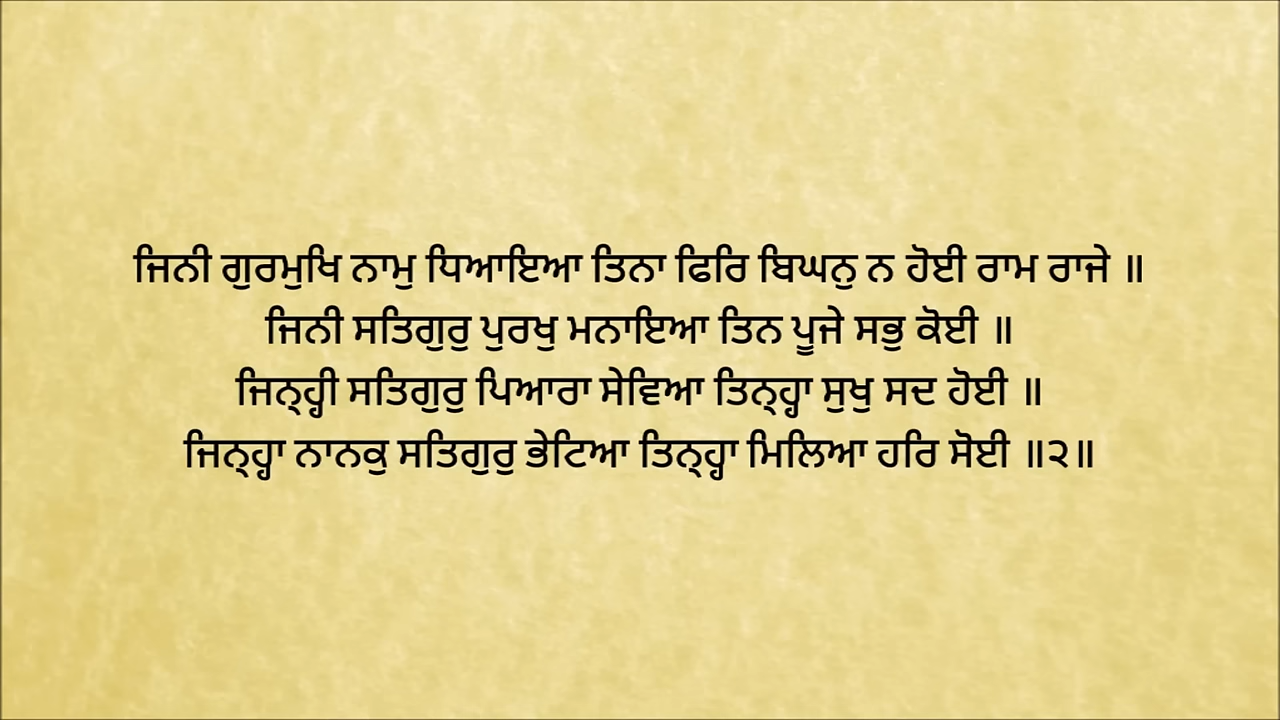 ਜਿਨੀ ਗੁਰਮੁਖਿ ਨਾਮੁ ਧਿਆਇਆ ਤਿਨਾ ਫਿਰਿ ਬਿਘਨੁ ਨ ਹੋਈ ਰਾਮ ਰਾਜੇ ॥
ਜਿਨੀ ਸਤਿਗੁਰੁ ਪੁਰਖੁ ਮਨਾਇਆ ਤਿਨ ਪੂਜੇ ਸਭੁ ਕੋਈ ॥
ਜਿਨ੍ਹੀ ਸਤਿਗੁਰੁ ਪਿਆਰਾ ਸੇਵਿਆ ਤਿਨ੍ਹਾ ਸੁਖੁ ਸਦ ਹੋਈ ॥
ਜਿਨ੍ਹਾ ਨਾਨਕੁ ਸਤਿਗੁਰੁ ਭੇਟਿਆ ਤਿਨ੍ਹਾ ਮਿਲਿਆ ਹਰਿ ਸੋਈ ॥੨॥